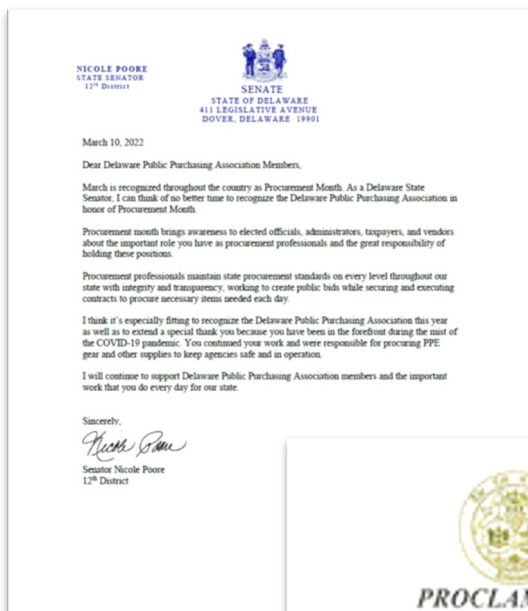 NICOLE POORE
STATE SENATOR
12th District
SENATE
STATE OF DELAWARE
411 LEGISLATIVE AVENUE
DOVER, DELAWARE 19901
March 10, 2022
Dear Delaware Public Purchasing Association Members,
March is recognized throughout the country as Procurement Month. As a Delaware State
Senator, I can think of no better time to recognize the Delaware Public Purchasing Association in
honor of Procurement Month.
Procurement month brings awareness to elected officials, administrators, taxpayers, and vendors
about the important role you have as procurement professionals and the great responsibility of
holding these positions.
Procurement professionals maintain state procurement standards on every level throughout our
state with integrity and transparency, working to create public bids while securing and executing
contracts to procure necessary items needed each day.
I think it's especially fitting to recognize the Delaware Public Purchasing Association this year
as well as to extend a special thank you because you have been in the forefront during the mist of
the COVID-19 pandemic. You continued your work and were responsible for procuring PPE
gear and other supplies to keep agencies safe and in operation.
I will continue to support Delaware Public Purchasing Association members and the important
work that you do every day for our state.
Sincerely,
Nicole Poore
Senator Nicole Poore
12th District
PROCLAM